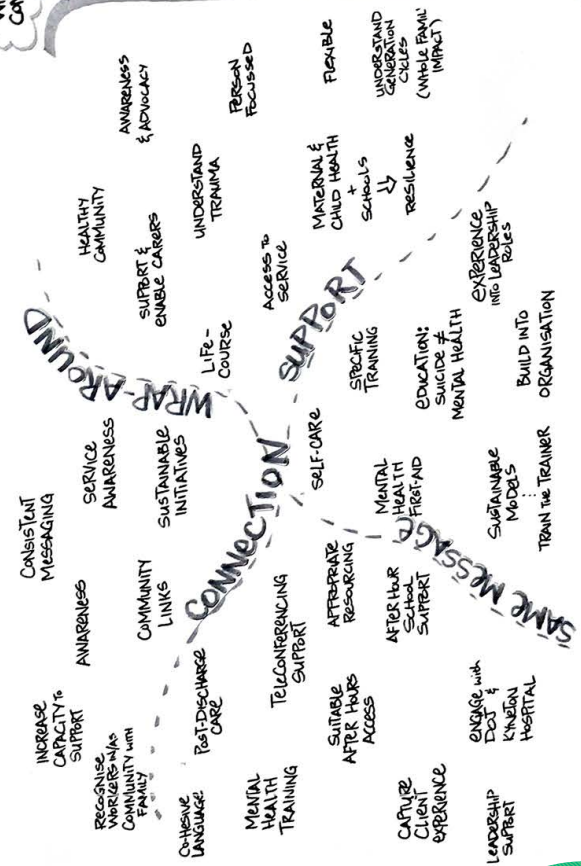 INCREASE
CAPACITY to
SUPPORT
CONSISTENT
MESSAGING
WRAP-AROUND
AWARENESS
SERVICE
AWARENESS
HEALTHY
COMMUNITY
AWARENESS
& ADVOCACY
RECOGNISE
WORKERS WAS
COMMUNITY WITH
FAMILY
COMMUNITY
LINKS
SUSTAINABLE
INITIATIVES
SUPPORT &
ENABLE CARERS
COHESIVE
LANGUAGE
POST-DISCHARGE
CARE
LIFE-
COURSE
UNDERSTAND
TRAUMA
PERSON
FOCUSSED
CONNECTION
MENTAL
HEALTH
TRAINING
TELECONFERENCING
SUPPORT
SELF-CARE
SUPPORT
ACCESS TO
SERVICE
MATERNAL &
CHILD HEALTH
+
SCHOOLS
⇨
RESILIENCE
FLEXIBLE
UNDERSTAND
GENERATION
CYCLES
(WHOLE FAMIL
IMPACT)
SUITABLE
AFTER HOURS
ACCESS
APPROPRIATE
RESOURCING
SPECIFIC
TRAINING
CAPTURE
CLIENT
EXPERIENCE
AFTER HOUR
SCHOOL
SUPPORT
MENTAL
HEALTH
FIRST-AID
EDUCATION:
SUICIDE ≠
MENTAL HEALTH
EXPERIENCE
INTO LEADERSHIP
ROLES
SAME MESSAGE
LEADERSHIP
SUPPORT
ENGAGE with
DOJ &
KYNETON
HOSPITAL
SUSTAINABLE
MODELS
...
TRAIN the TRAINER
BUILD INTO
ORGANISATION